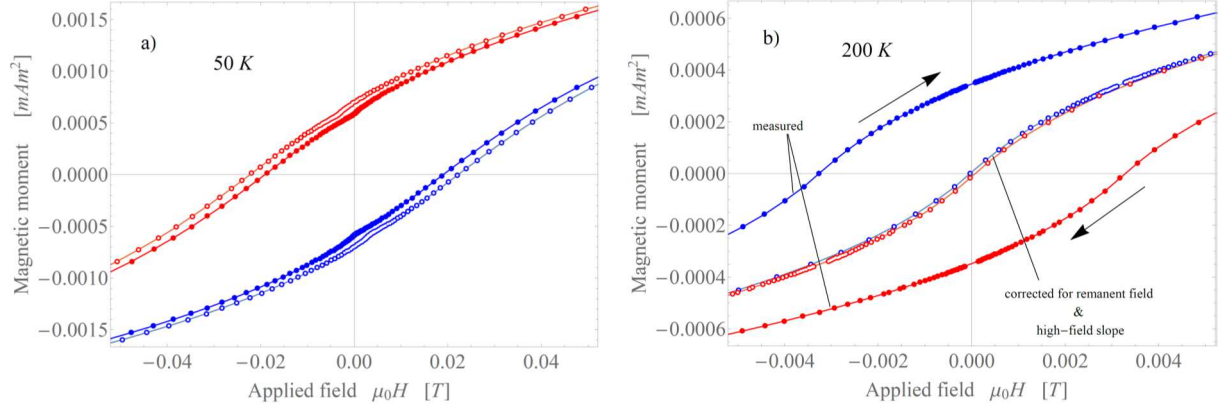 a)
50 K
Magnetic moment [mAm²]
0.0015
0.0010
0.0005
0.0000
−0.0005
−0.0010
−0.0015
−0.04
−0.02
0.00
0.02
0.04
Applied field μ₀H [T]
b)
200 K
Magnetic moment [mAm²]
0.0006
0.0004
0.0002
0.0000
−0.0002
−0.0004
−0.0006
measured
corrected for remanent field
&
high−field slope
−0.004
−0.002
0.000
0.002
0.004
Applied field μ₀H [T]